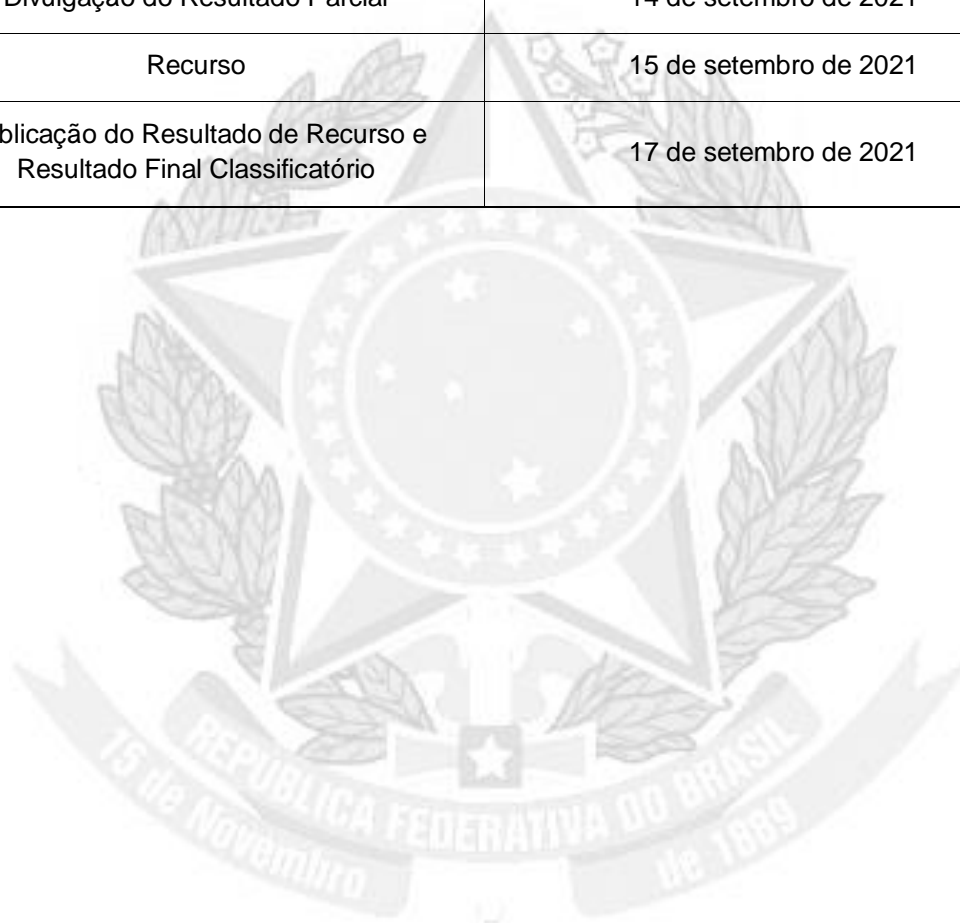 Divulgação do Resultado Parcial 14 de setembro de 2021
Recurso 15 de setembro de 2021
blicação do Resultado de Recurso e
Resultado Final Classificatório 17 de setembro de 2021
REPÚBLICA FEDERATIVA DO BRASIL
15 de Novembro de 1889